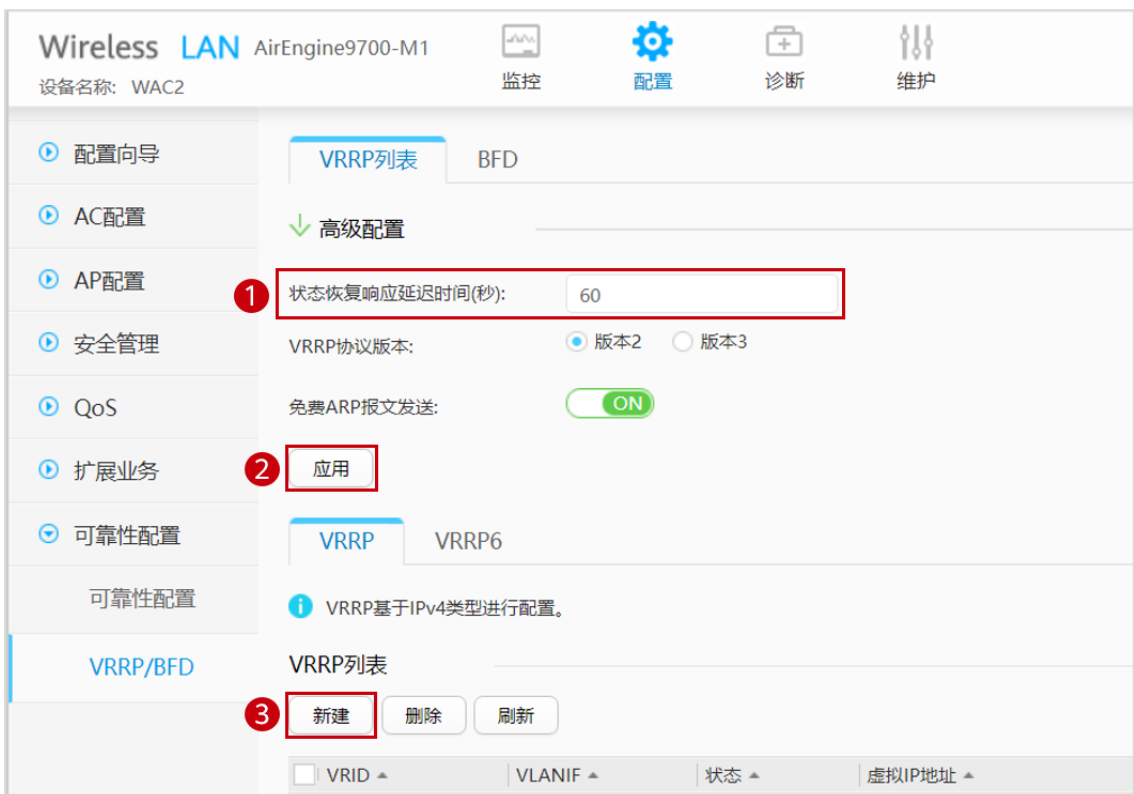 Wireless LAN AirEngine9700-M1
设备名称: WAC2
监控
配置
诊断
维护
配置向导
AC配置
AP配置
安全管理
QoS
扩展业务
可靠性配置
可靠性配置
VRRP/BFD
VRRP列表 BFD
高级配置
1 状态恢复响应延迟时间(秒): 60
VRRP协议版本: 版本2 版本3
免费ARP报文发送: ON
2 应用
VRRP VRRP6
VRRP基于IPv4类型进行配置。
VRRP列表
3 新建 删除 刷新
VRID VLANIF 状态 虚拟IP地址